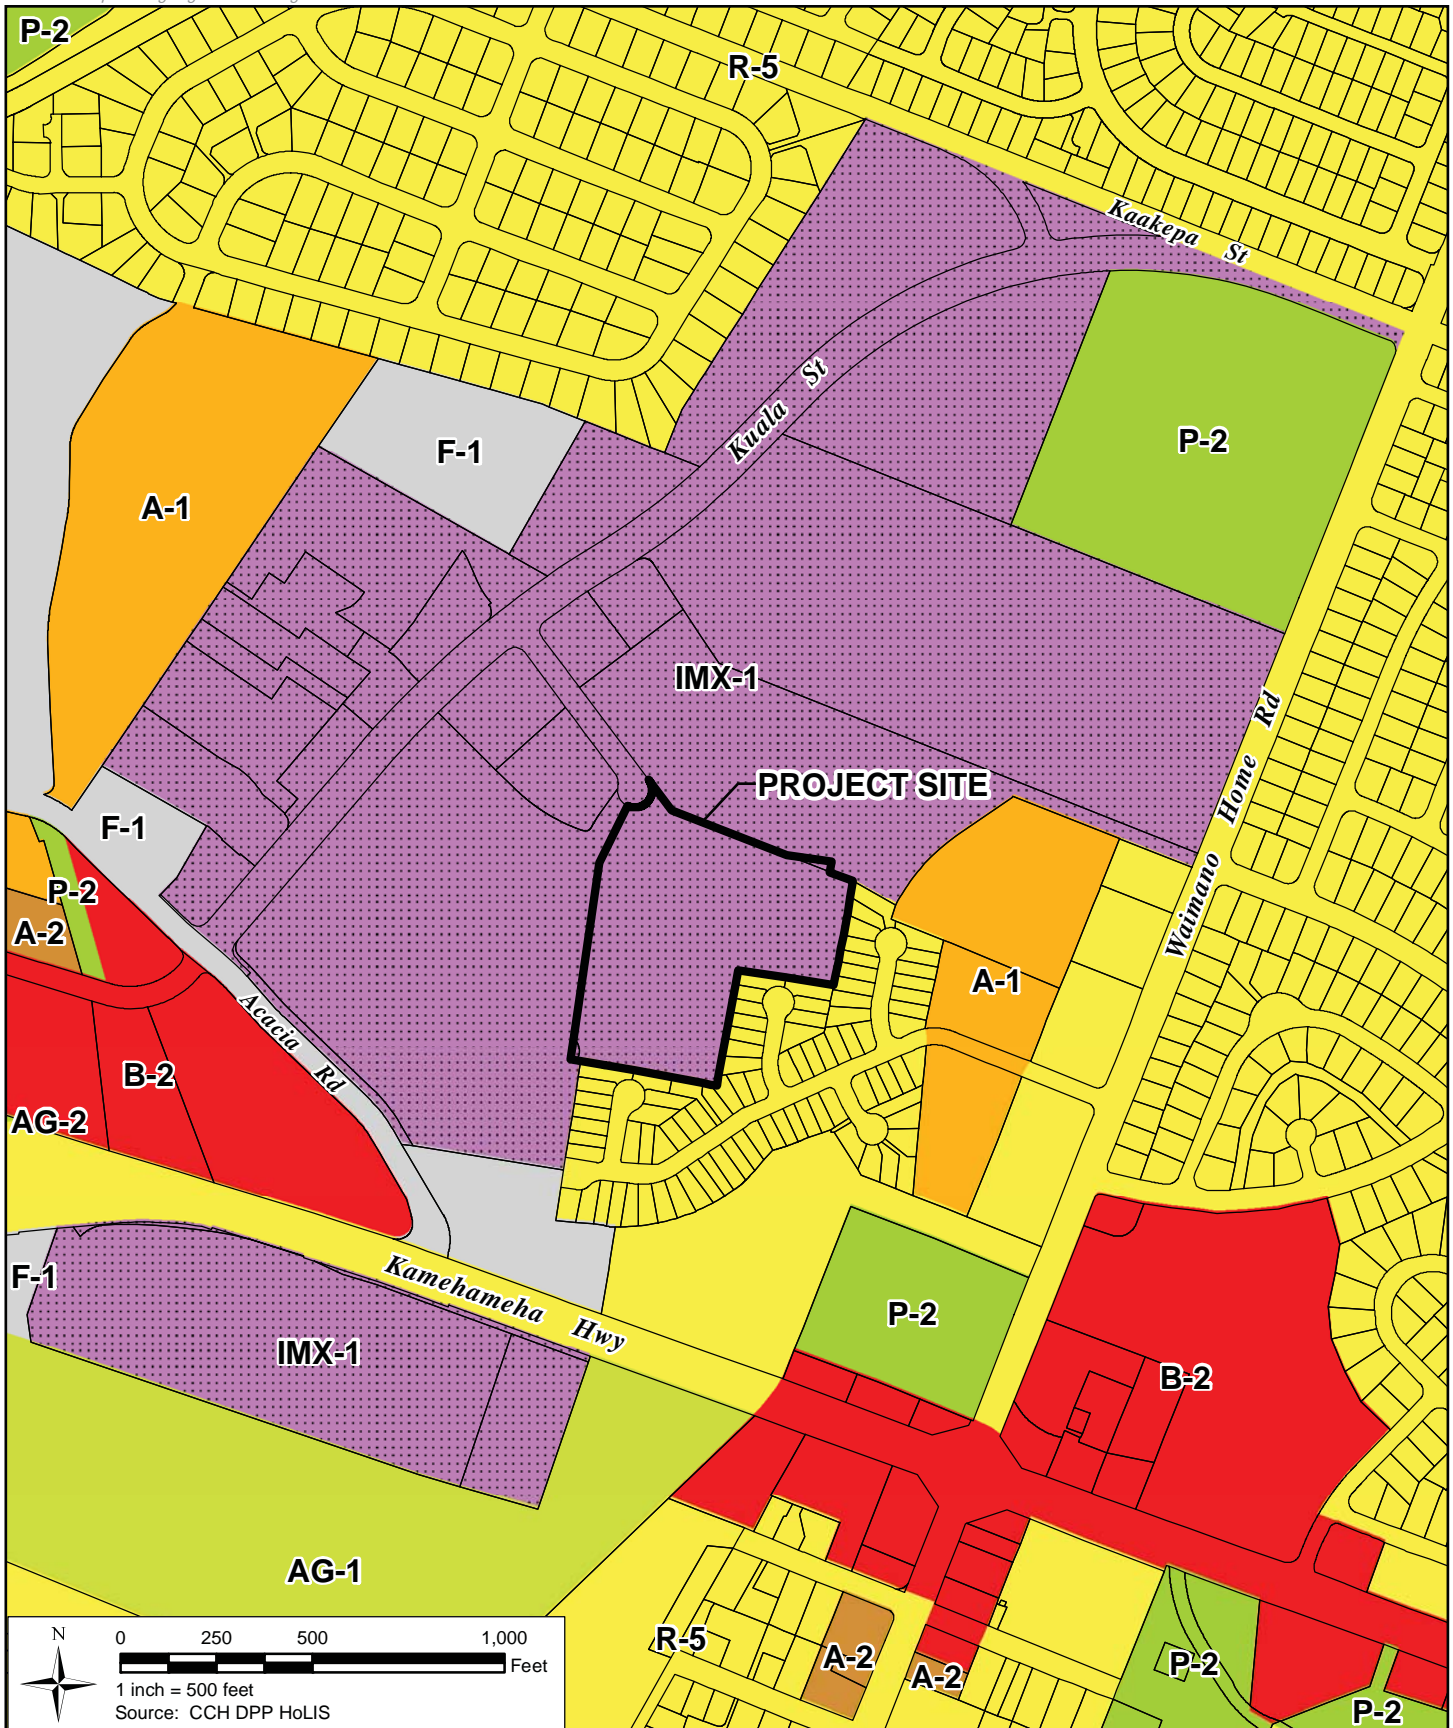 P-2
R-5
Kaakepa St
Kuala St
P-2
F-1
A-1
IMX-1
Waimano Home Rd
PROJECT SITE
F-1
P-2
A-2
A-1
Acacia Rd
B-2
AG-2
F-1
Kamehameha Hwy
P-2
IMX-1
B-2
AG-1
R-5
A-2
A-2
P-2
P-2
N
0 250 500 1,000
Feet
1 inch = 500 feet
Source: CCH DPP HoLIS